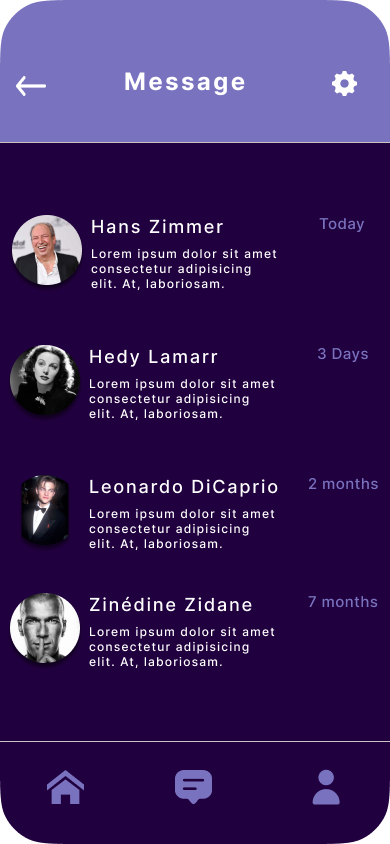 Message
Hans Zimmer
Today
Lorem ipsum dolor sit amet
consectetur adipisicing
elit. At, laboriosam.
Hedy Lamarr
3 Days
Lorem ipsum dolor sit amet
consectetur adipisicing
elit. At, laboriosam.
Leonardo DiCaprio
2 months
Lorem ipsum dolor sit amet
consectetur adipisicing
elit. At, laboriosam.
Zinédine Zidane
7 months
Lorem ipsum dolor sit amet
consectetur adipisicing
elit. At, laboriosam.